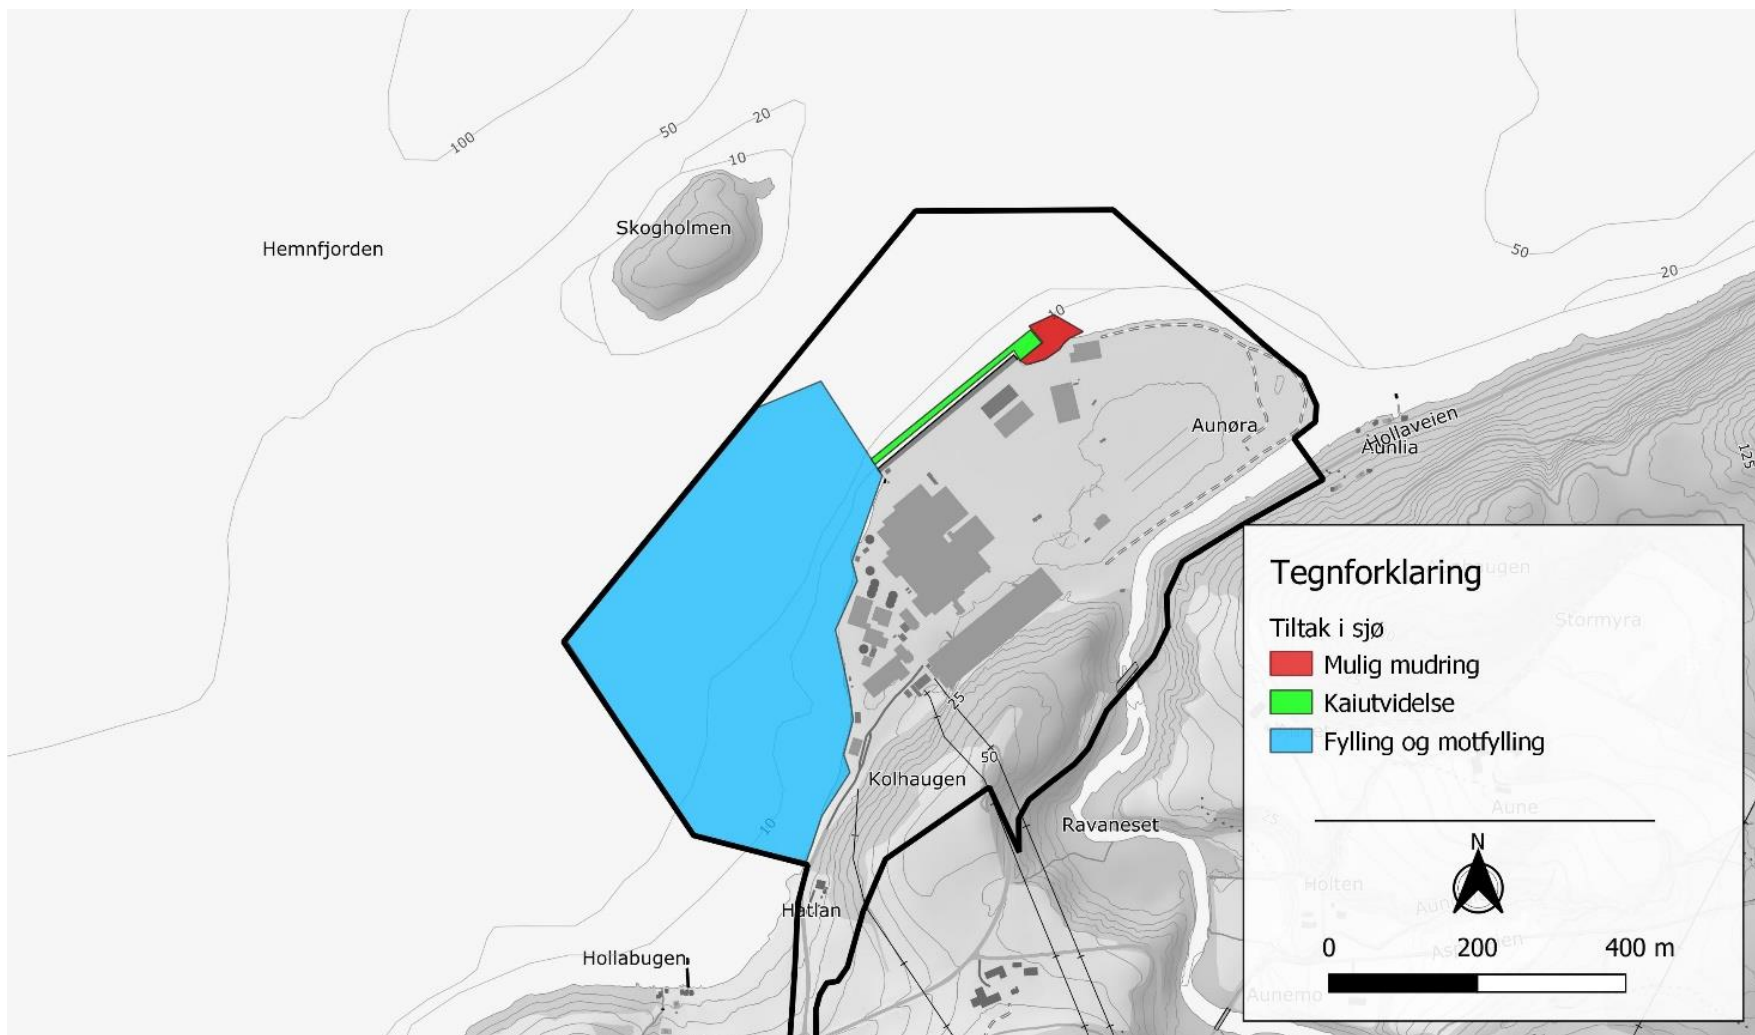 100
50
20
10
Skogholmen
Hemnfjorden
50
20
10
Aunøra
Hollaveien
Aunlia
125
Tegnforklaring
Tiltak i sjø
Mulig mudring
Kaiutvidelse
Fylling og motfylling
Stormyra
25
50
Kolhaugen
Ravaneset
10
Aune
25
N
Holten
Hatlan
Hollabugen
Aunemo
0 200 400 m